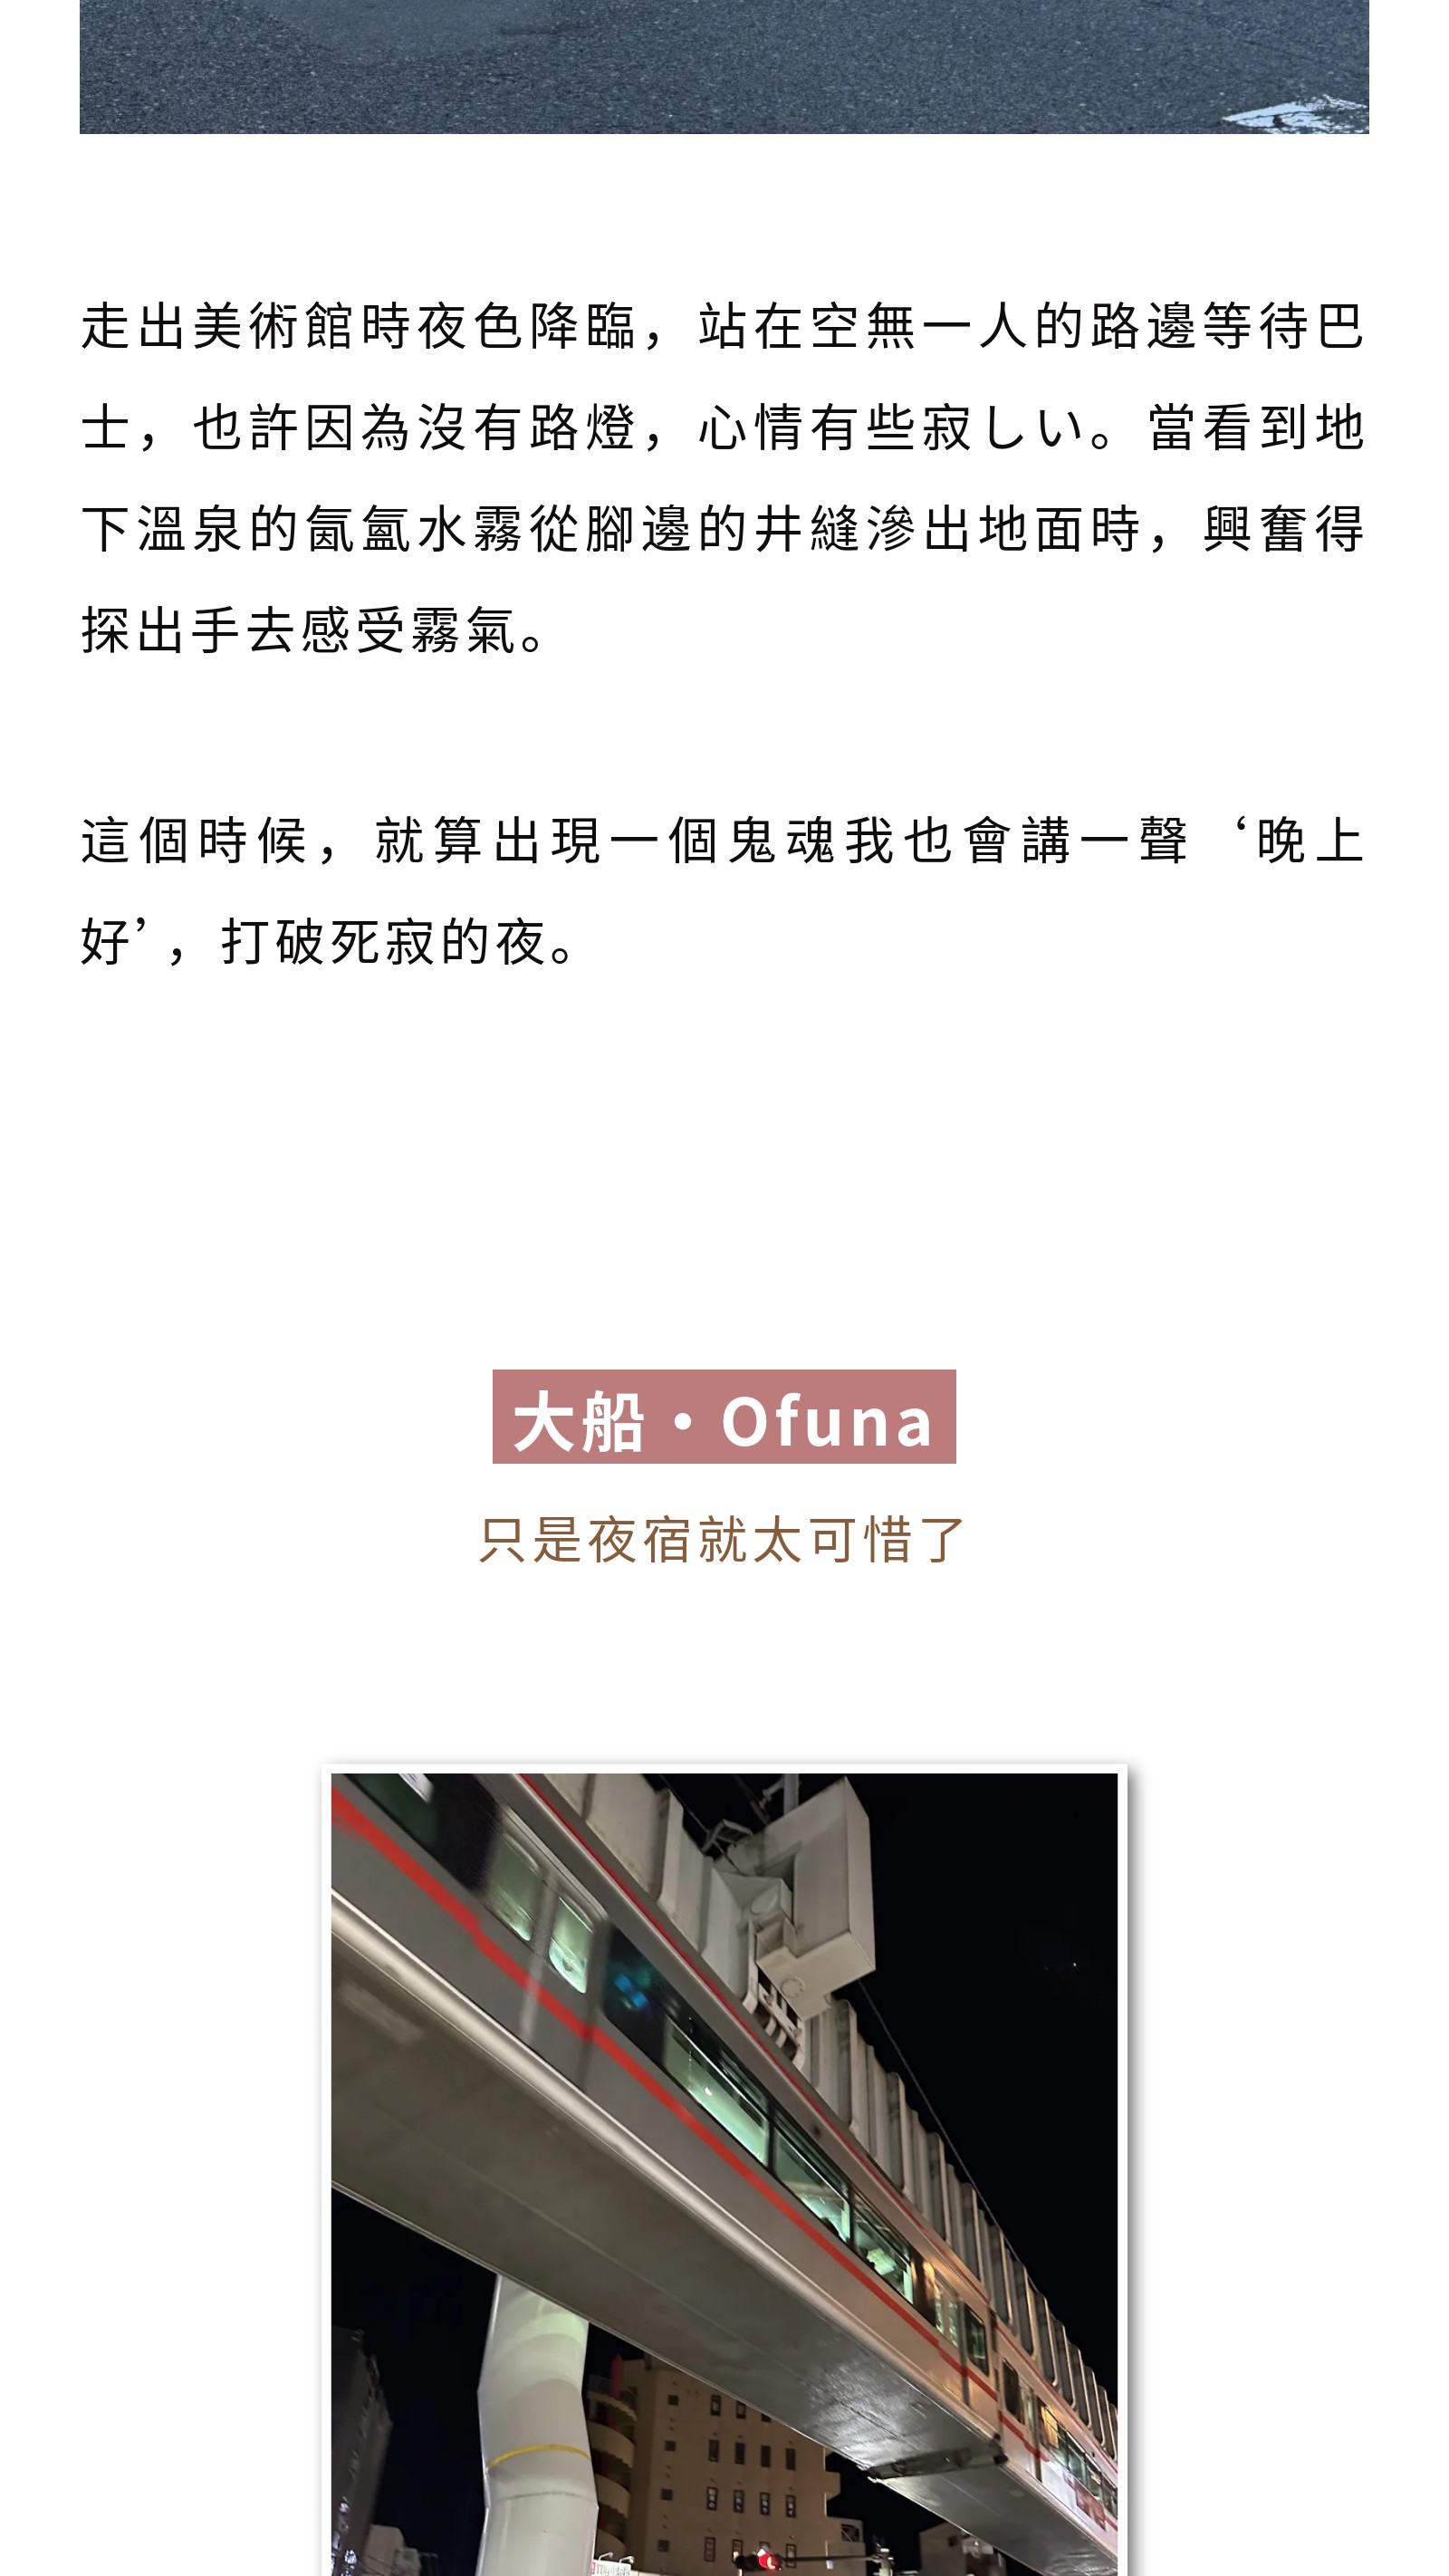 走出美術館時夜色降臨，站在空無一人的路邊等待巴
士，也許因為沒有路燈，心情有些寂しい。當看到地
下溫泉的氤氳水霧從腳邊的井縫滲出地面時，興奮得
探出手去感受霧氣。
這個時候，就算出現一個鬼魂我也會講一聲‘晚上
好’，打破死寂的夜。
大船・Ofuna
只是夜宿就太可惜了